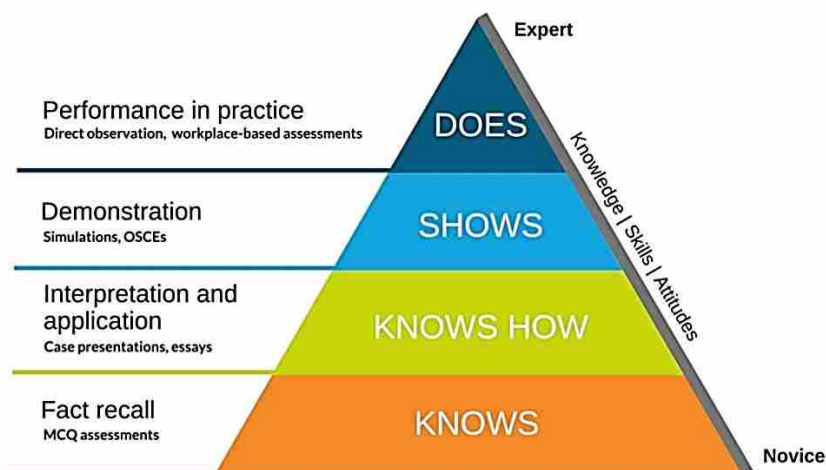 Expert
Performance in practice
Direct observation, workplace-based assessments
DOES
Knowledge | Skills | Attitudes
Demonstration
Simulations, OSCEs
SHOWS
Interpretation and
application
Case presentations, essays
KNOWS HOW
Fact recall
MCQ assessments
KNOWS
Novice